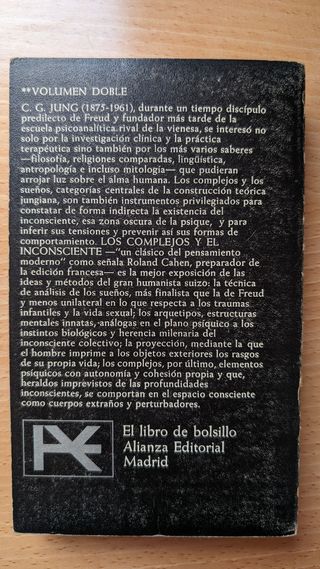 **VOLUMEN DOBLE
C. G. JUNG (1875-1961), durante un tiempo discípulo
predilecto de Freud y fundador más tarde de la
escuela psicoanalítica rival de la vienesa, se interesó no
solo por la investigación clínica y la práctica
terapéutica sino también por los más varios saberes
—filosofía, religiones comparadas, lingüística,
antropología e incluso mitología— que pudieran
arrojar luz sobre el alma humana. Los complejos y los
sueños, categorías centrales de la construcción teórica
jungiana, son también instrumentos privilegiados para
constatar de forma indirecta la existencia del
inconsciente, esa zona oscura de la psique, y para
inferir sus tensiones y prevenir así sus formas de
comportamiento. LOS COMPLEJOS Y EL
INCONSCIENTE —"un clásico del pensamiento
moderno" como señala Roland Cahen, preparador de
la edición francesa— es la mejor exposición de las
ideas y métodos del gran humanista suizo: la técnica
de análisis de los sueños, más finalista que la de Freud
y menos unilateral en lo que respecta a los traumas
infantiles y la vida sexual; los arquetipos, estructuras
mentales innatas, análogas en el plano psíquico a los
instintos biológicos y herencia milenaria del
inconsciente colectivo; la proyección, mediante la que
el hombre imprime a los objetos exteriores los rasgos
de su propia vida; los complejos, por último, elementos
psíquicos con autonomía y cohesión propia y que,
heraldos imprevistos de las profundidades
inconscientes, se comportan en el espacio consciente
como cuerpos extraños y perturbadores.
El libro de bolsillo
Alianza Editorial
Madrid